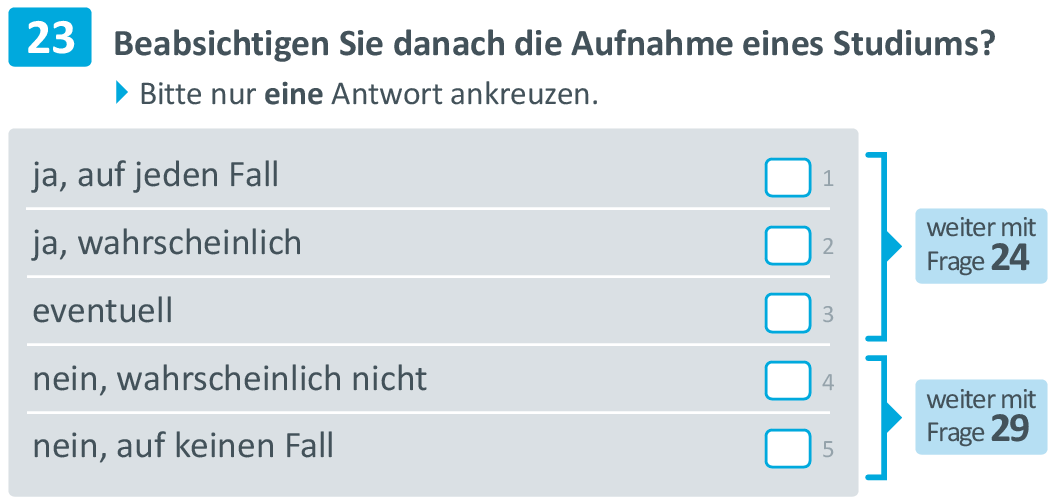 23 Beabsichtigen Sie danach die Aufnahme eines Studiums?
Bitte nur eine Antwort ankreuzen.
ja, auf jeden Fall 1
ja, wahrscheinlich 2
eventuell 3
weiter mit
Frage 24
nein, wahrscheinlich nicht 4
nein, auf keinen Fall 5
weiter mit
Frage 29